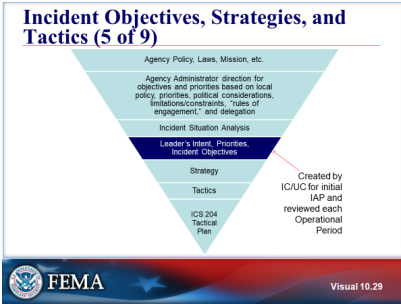 Incident Objectives, Strategies, and
Tactics (5 of 9)
Agency Policy, Laws, Mission, etc.
Agency Administrator direction for
objectives and priorities based on local
policy, priorities, political considerations,
limitations/constraints, “rules of
engagement,” and delegation
Incident Situation Analysis
Leader’s Intent, Priorities,
Incident Objectives
Strategy
Tactics
ICS 204
Tactical
Plan
Created by
IC/UC for initial
IAP and
reviewed each
Operational
Period
FEMA
Visual 10.29